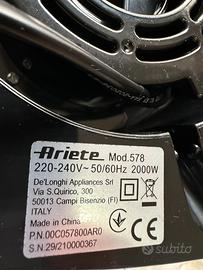 Ariete Mod.578
220-240V~ 50/60Hz 2000W
De'Longhi Appliances Srl
Via S.Quirico, 300
50013 Campi Bisenzio (FI)
ITALY
Made in China
P.N.00C057800AR0
S.N.29/210000367
subito